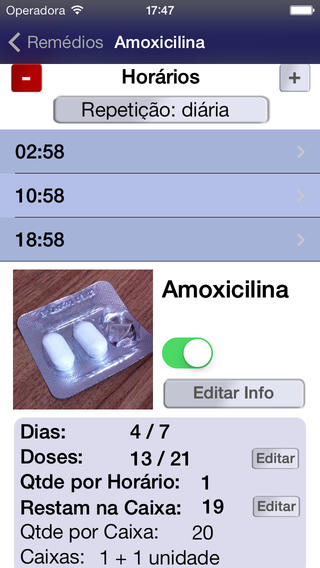 Operadora 17:47
Remédios Amoxicilina
- Horários +
Repetição: diária
02:58
10:58
18:58
Amoxicilina
Editar Info
Dias: 4 / 7
Doses: 13 / 21 Editar
Qtde por Horário: 1
Restam na Caixa: 19 Editar
Qtde por Caixa: 20
Caixas: 1 + 1 unidade